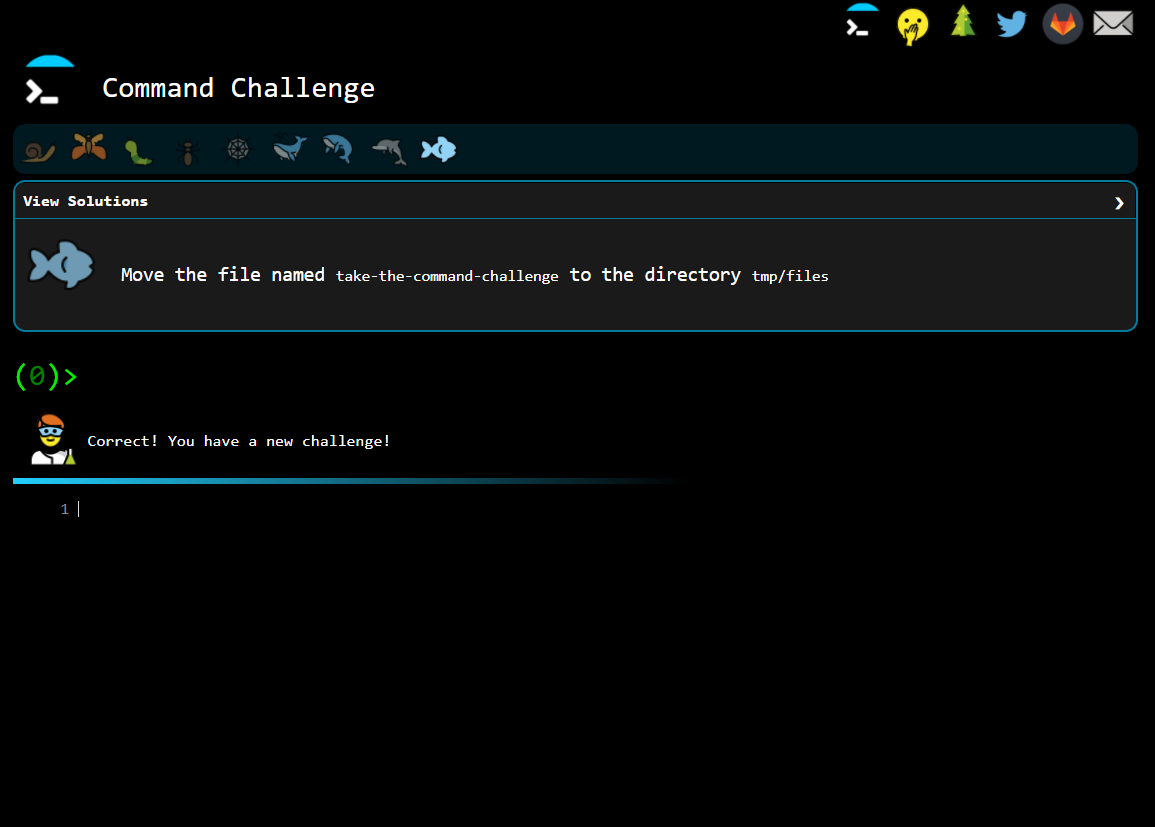 Command Challenge
View Solutions
Move the file named take-the-command-challenge to the directory tmp/files
(0)>
Correct! You have a new challenge!
1